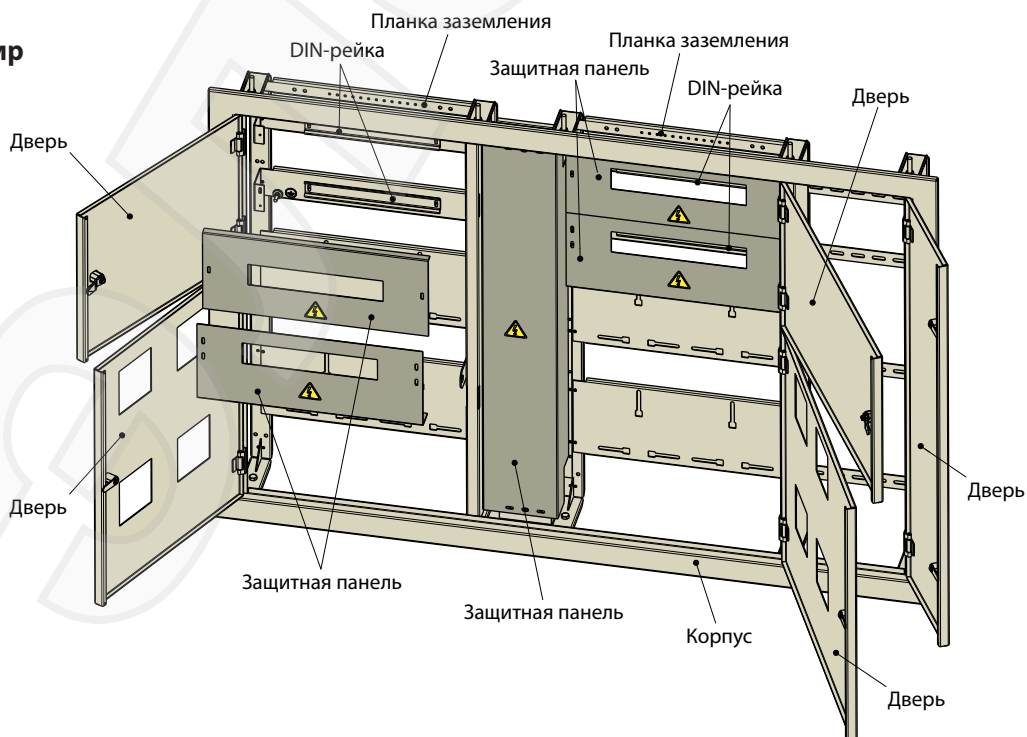 Планка заземления
ир
DIN-рейка
Планка заземления
Защитная панель
DIN-рейка
Дверь
Дверь
Дверь
Дверь
Защитная панель
Защитная панель
Корпус
Дверь